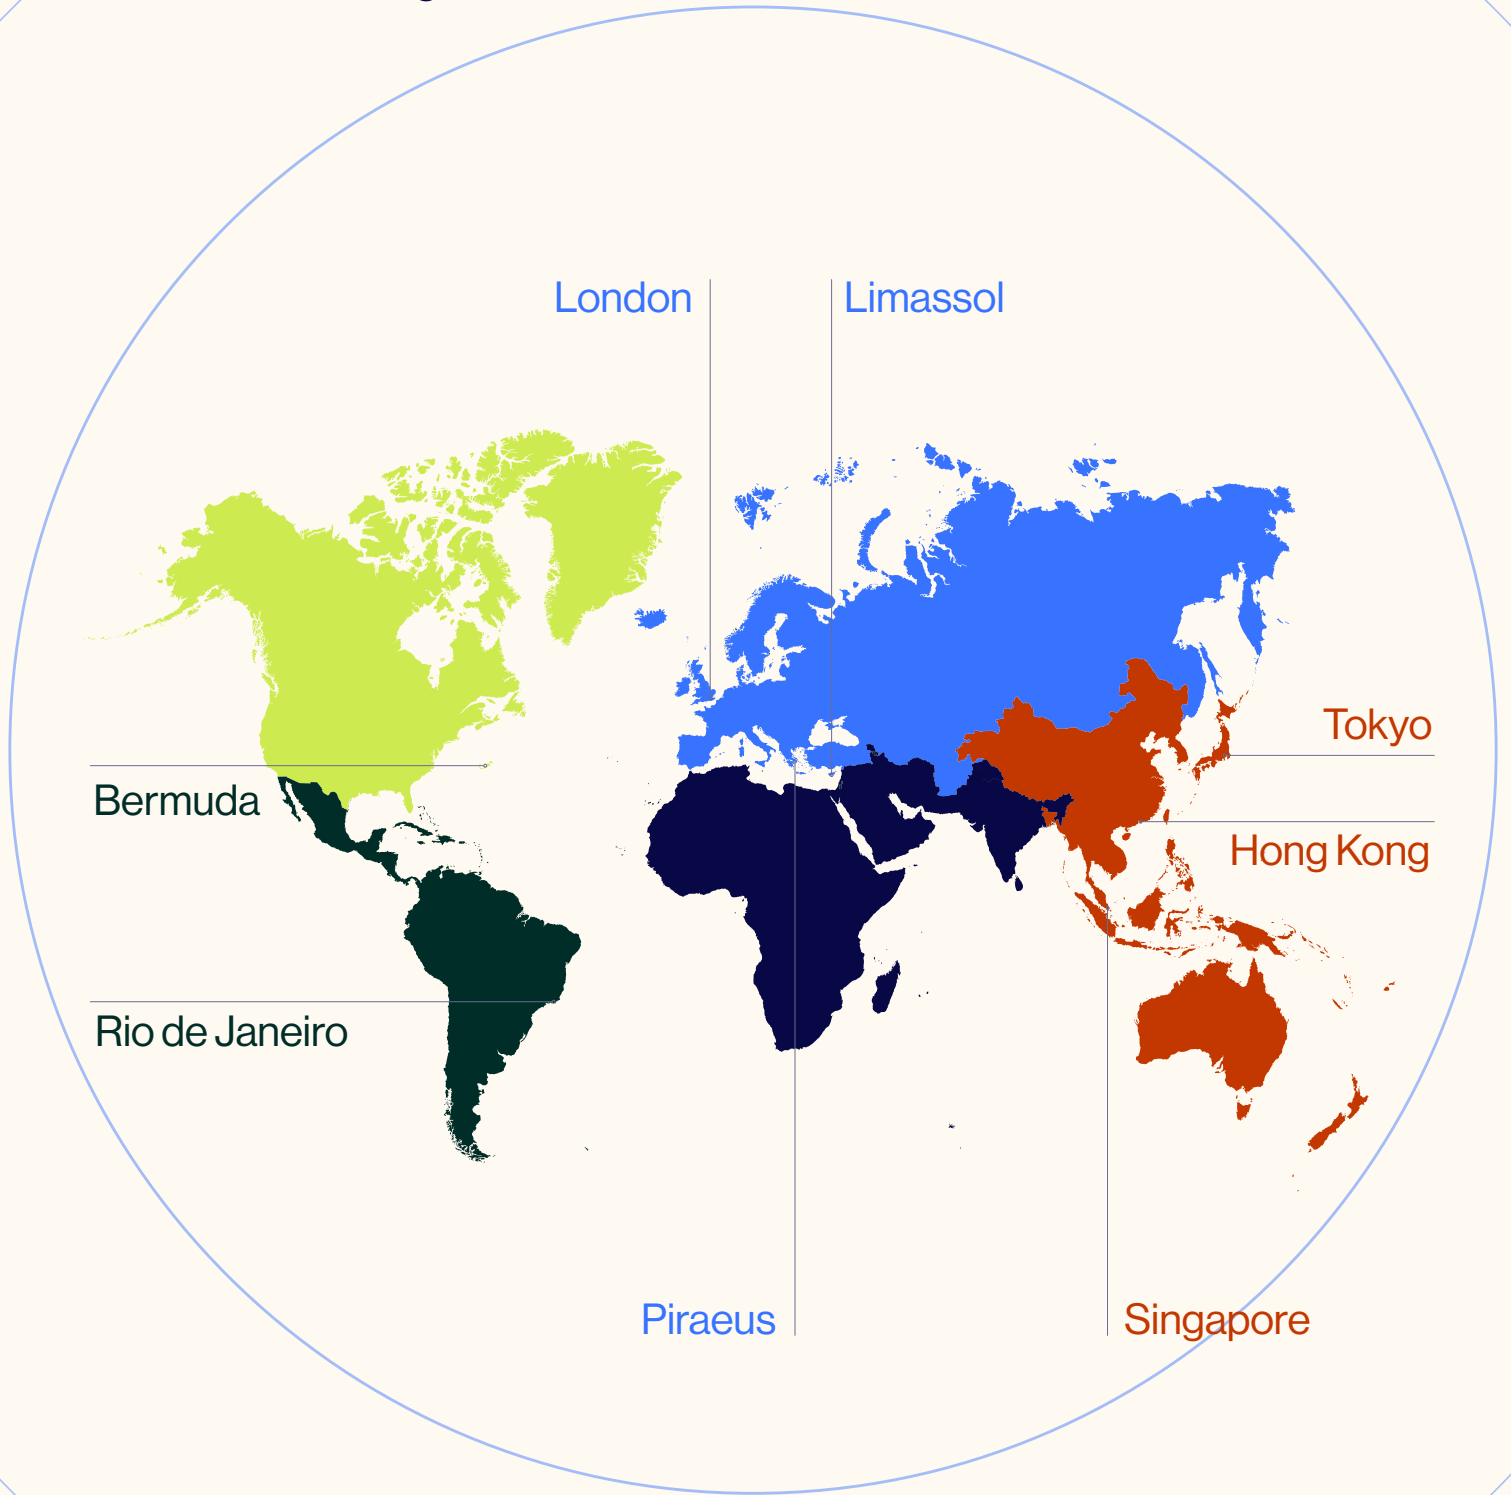 London
Limassol
Tokyo
Bermuda
Hong Kong
Rio de Janeiro
Piraeus
Singapore